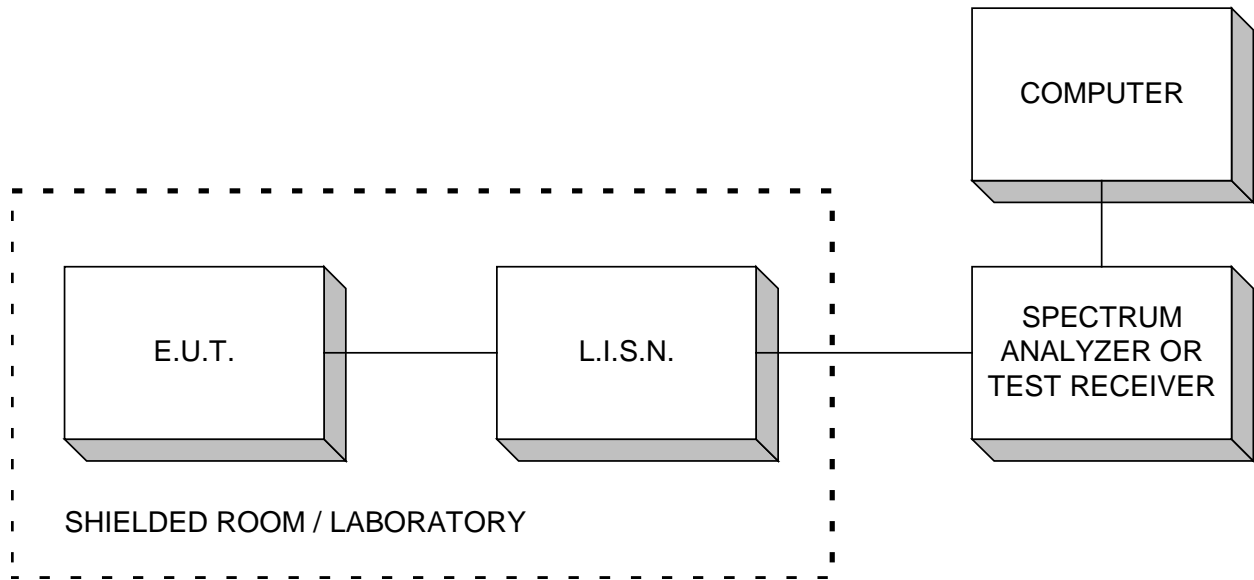 COMPUTER
E.U.T.
L.I.S.N.
SPECTRUM
ANALYZER OR
TEST RECEIVER
SHIELDED ROOM / LABORATORY